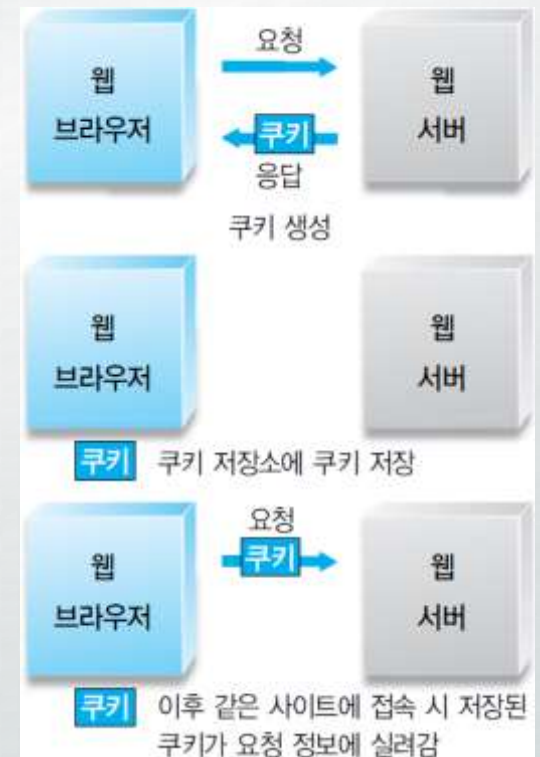 요청
웹
브라우저
웹
서버
쿠키
응답
쿠키 생성
웹
브라우저
웹
서버
쿠키 쿠키 저장소에 쿠키 저장
요청
쿠키
웹
브라우저
웹
서버
쿠키 이후 같은 사이트에 접속 시 저장된
쿠키가 요청 정보에 실려감